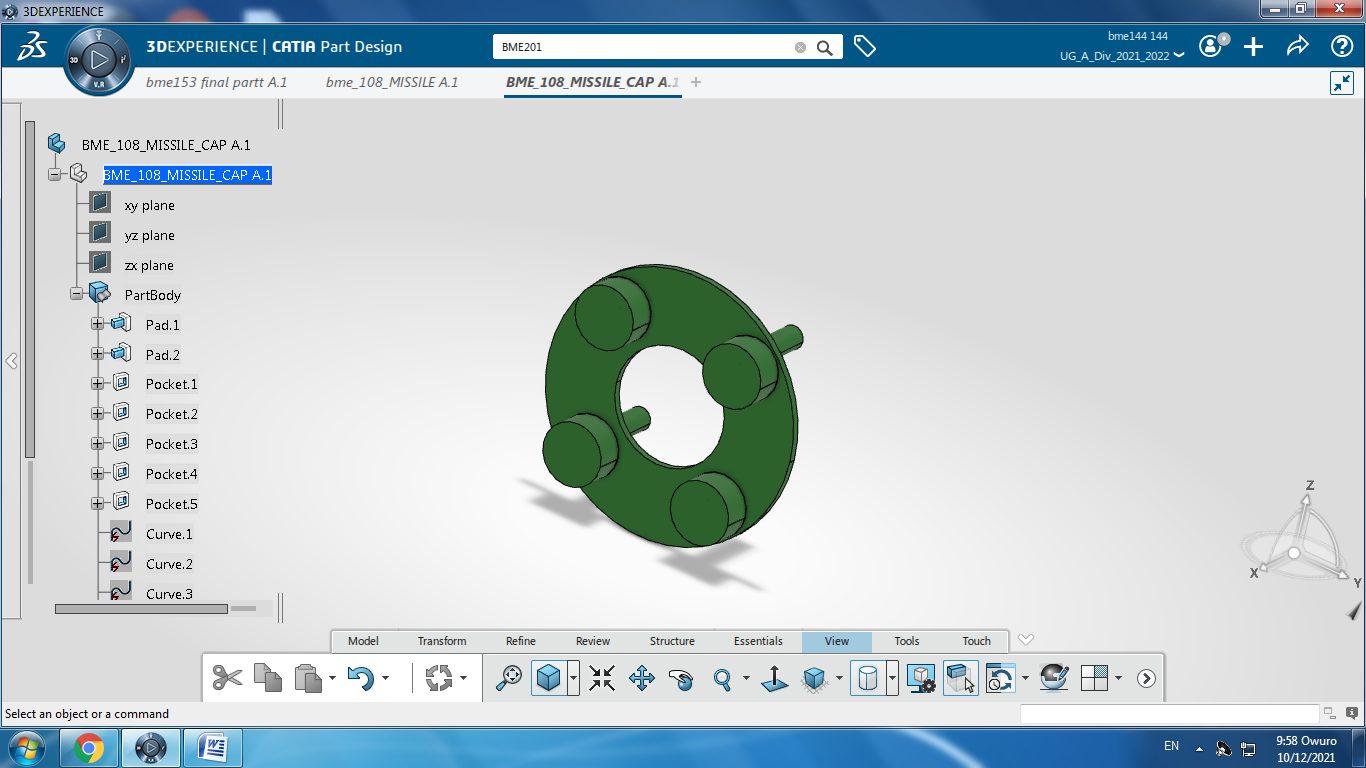 3DEXPERIENCE
3DEXPERIENCE | CATIA Part Design
3D
i²
V.R
BME201
bme144 144
UG_A_Div_2021_2022
bme153 final partt A.1
bme_108_MISSILE A.1
BME_108_MISSILE_CAP A.1
BME_108_MISSILE_CAP A.1
BME_108_MISSILE_CAP A.1
xy plane
yz plane
zx plane
PartBody
Pad.1
Pad.2
Pocket.1
Pocket.2
Pocket.3
Pocket.4
Pocket.5
Curve.1
Curve.2
Curve.3
Z
X
Y
Model Transform Refine Review Structure Essentials View Tools Touch
Select an object or a command
EN
9:58 Owuro
10/12/2021